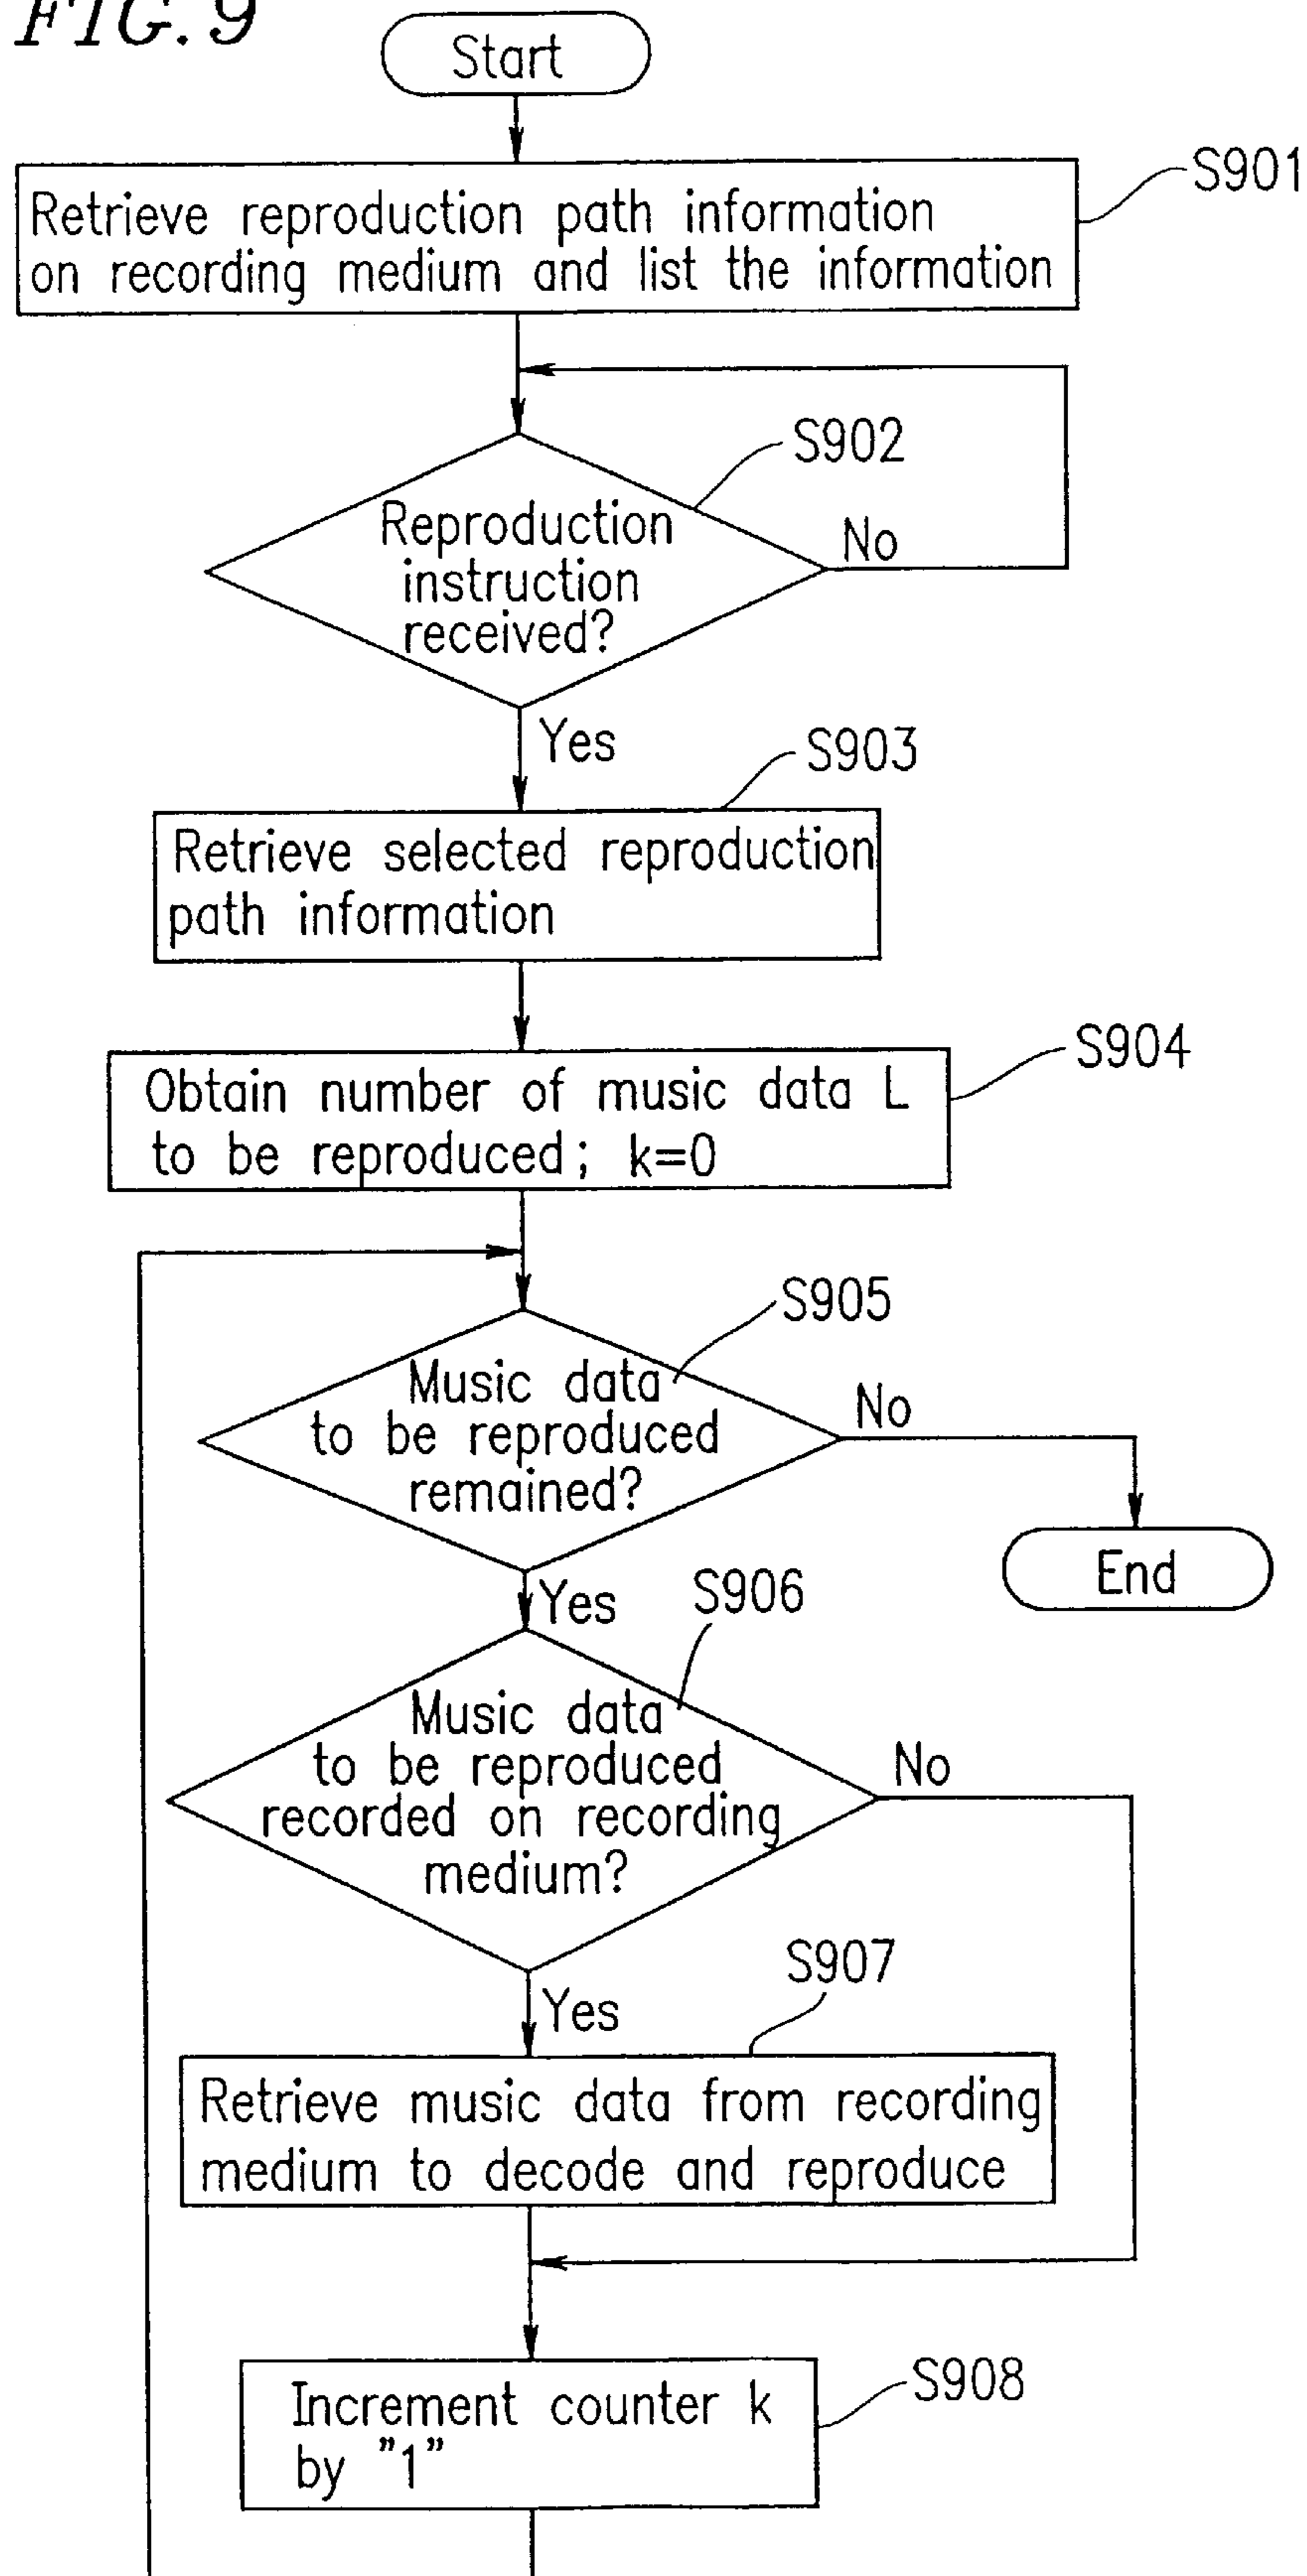 FIG. 9
Start
S901
Retrieve reproduction path information
on recording medium and list the information
S902
Reproduction
instruction
received?
No
Yes
S903
Retrieve selected reproduction
path information
S904
Obtain number of music data L
to be reproduced; k=0
S905
Music data
to be reproduced
remained?
No
End
Yes
S906
Music data
to be reproduced
recorded on recording
medium?
No
Yes
S907
Retrieve music data from recording
medium to decode and reproduce
S908
Increment counter k
by "1"